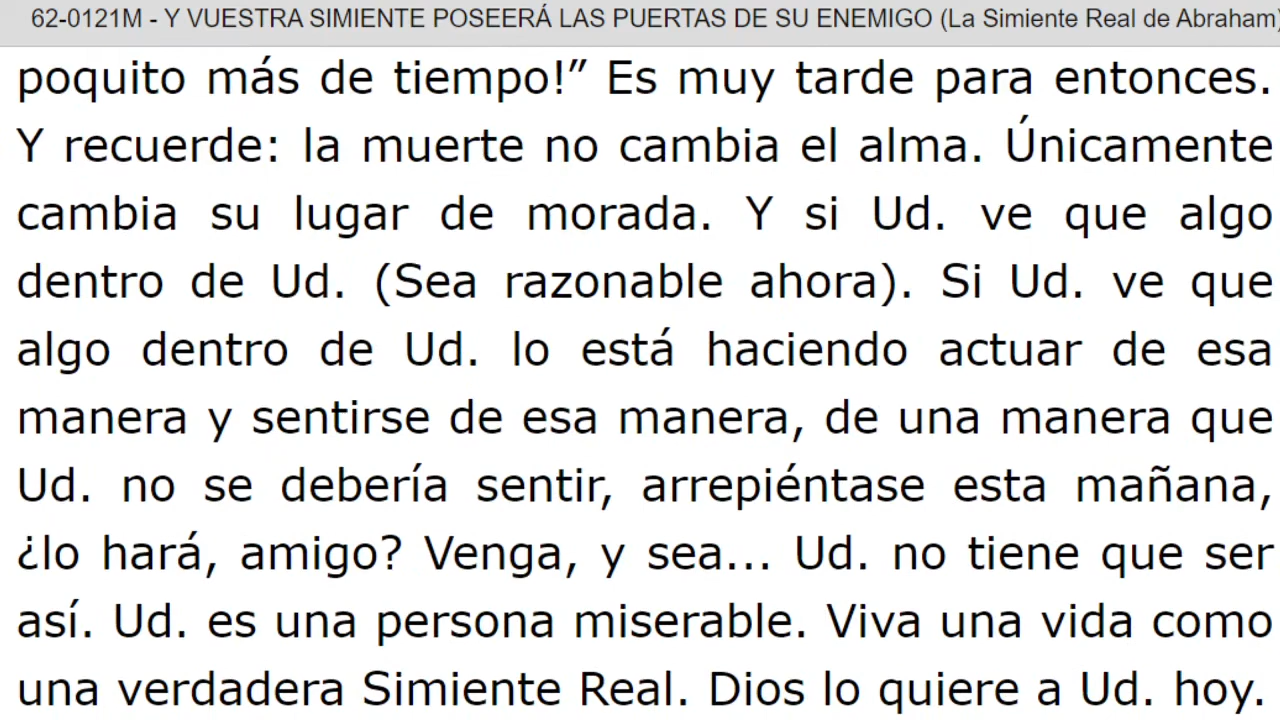 62-0121M - Y VUESTRA SIMIENTE POSEERÁ LAS PUERTAS DE SU ENEMIGO (La Simiente Real de Abraham)
poquito más de tiempo!” Es muy tarde para entonces.
Y recuerde: la muerte no cambia el alma. Únicamente
cambia su lugar de morada. Y si Ud. ve que algo
dentro de Ud. (Sea razonable ahora). Si Ud. ve que
algo dentro de Ud. lo está haciendo actuar de esa
manera y sentirse de esa manera, de una manera que
Ud. no se debería sentir, arrepiéntase esta mañana,
¿lo hará, amigo? Venga, y sea... Ud. no tiene que ser
así. Ud. es una persona miserable. Viva una vida como
una verdadera Simiente Real. Dios lo quiere a Ud. hoy.